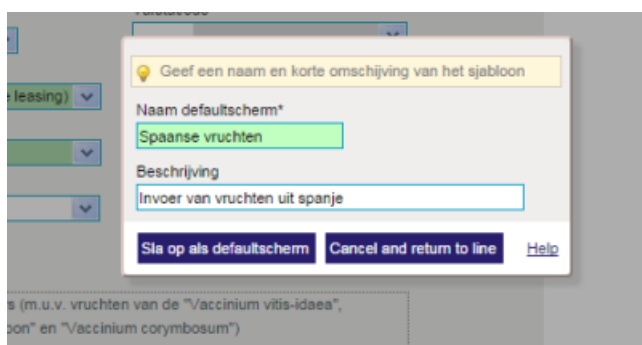 Geef een naam en korte omschijving van het sjabloon
leasing)
Naam defaultscherm*
Spaanse vruchten
Beschrijving
Invoer van vruchten uit spanje
Sla op als defaultscherm Cancel and return to line Help
(m.u.v. vruchten van de "Vaccinium vitis-idaea",
en "Vaccinium corymbosum")